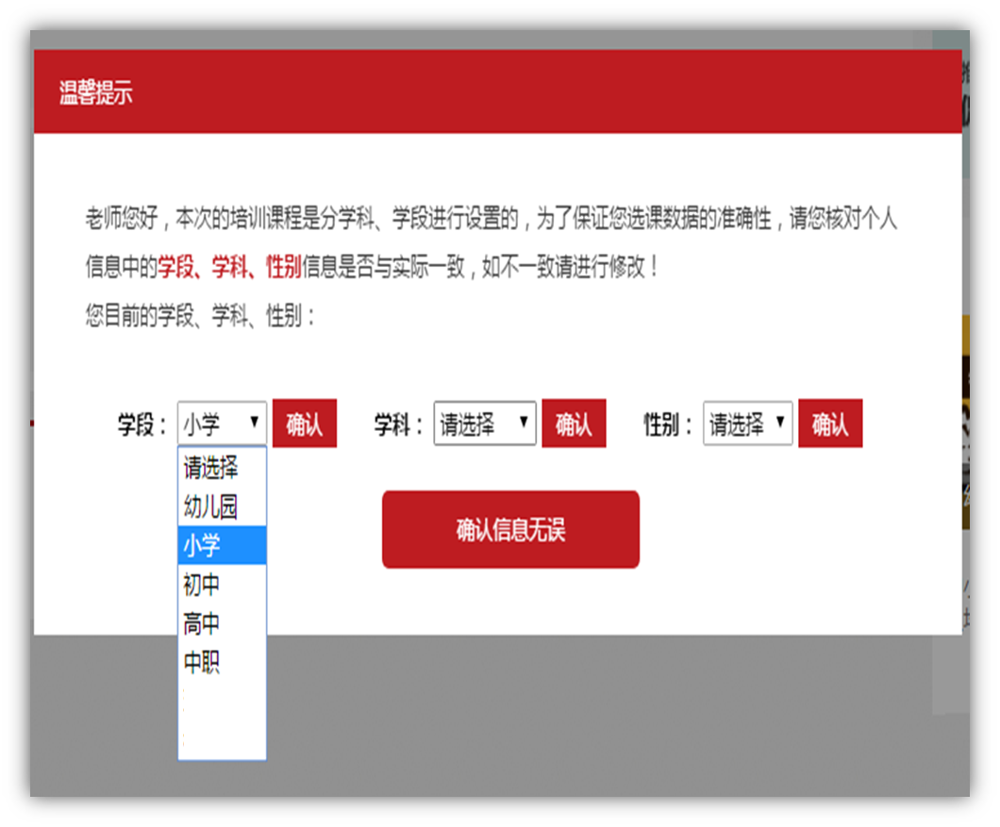 温馨提示
老师您好，本次的培训课程是分学科、学段进行设置的，为了保证您选课数据的准确性，请您核对个人
信息中的学段、学科、性别信息是否与实际一致，如不一致请进行修改！
您目前的学段、学科、性别：
学段： 小学 确认 学科： 请选择 确认 性别： 请选择 确认
请选择
幼儿园
小学
初中
高中
中职
确认信息无误